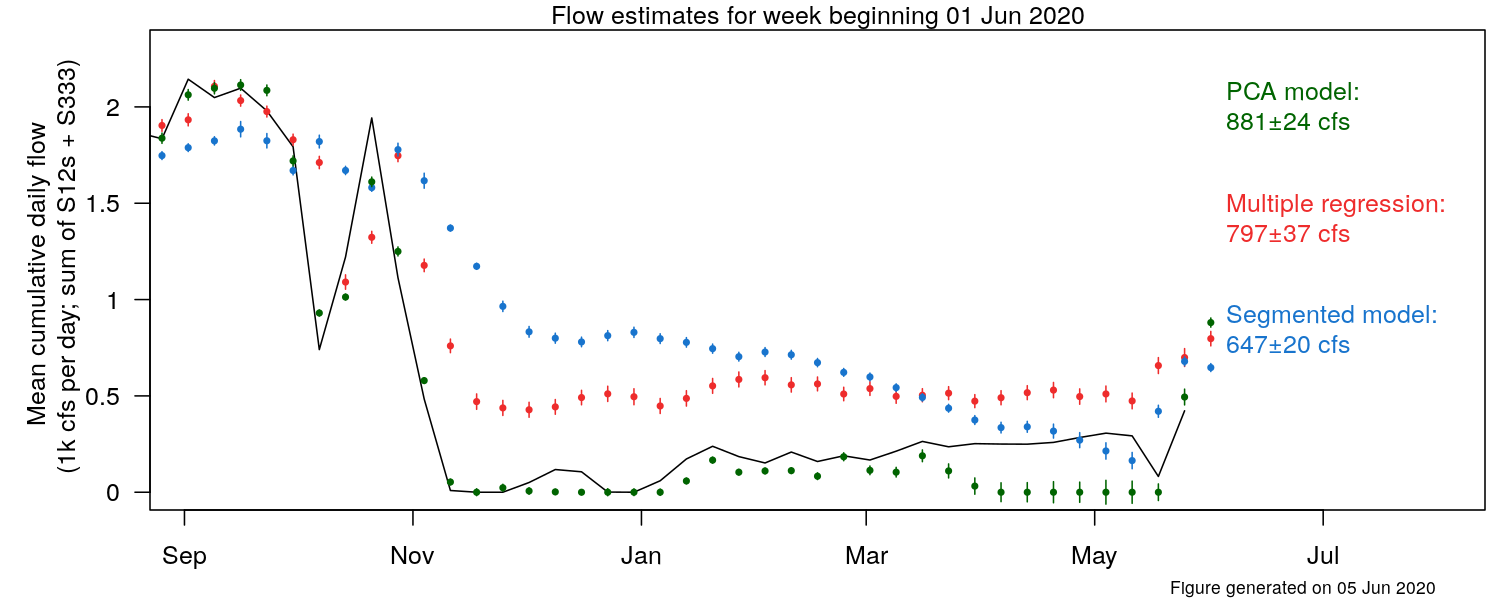 Flow estimates for week beginning 01 Jun 2020
Mean cumulative daily flow
(1k cfs per day; sum of S12s + S333)
2
1.5
1
0.5
0
PCA model:
881±24 cfs
Multiple regression:
797±37 cfs
Segmented model:
647±20 cfs
Sep
Nov
Jan
Mar
May
Jul
Figure generated on 05 Jun 2020